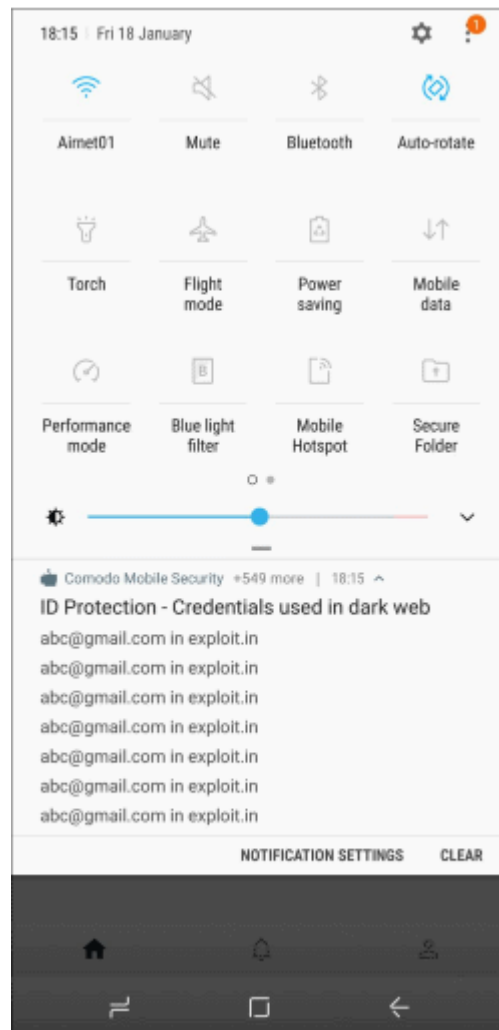 18:15 | Fri 18 January
1
Airnet01 Mute Bluetooth Auto-rotate
Torch Flight mode Power saving Mobile data
Performance mode Blue light filter Mobile Hotspot Secure Folder
B
Comodo Mobile Security +549 more | 18:15
ID Protection - Credentials used in dark web
abc@gmail.com in exploit.in
abc@gmail.com in exploit.in
abc@gmail.com in exploit.in
abc@gmail.com in exploit.in
abc@gmail.com in exploit.in
abc@gmail.com in exploit.in
abc@gmail.com in exploit.in
NOTIFICATION SETTINGS CLEAR